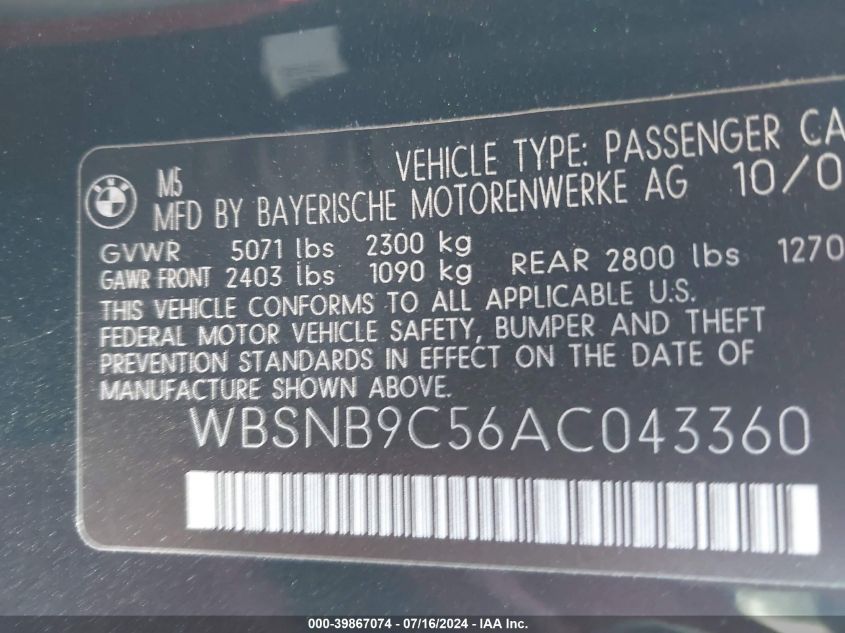 VEHICLE TYPE: PASSENGER CA
M5
MFD BY BAYERISCHE MOTORENWERKE AG 10/0
GVWR 5071 lbs 2300 kg
GAWR FRONT 2403 lbs 1090 kg REAR 2800 lbs 1270
THIS VEHICLE CONFORMS TO ALL APPLICABLE U.S.
FEDERAL MOTOR VEHICLE SAFETY, BUMPER AND THEFT
PREVENTION STANDARDS IN EFFECT ON THE DATE OF
MANUFACTURE SHOWN ABOVE.
WBSNB9C56AC043360
000-39867074 / 07/16/2024 / IAA Inc.